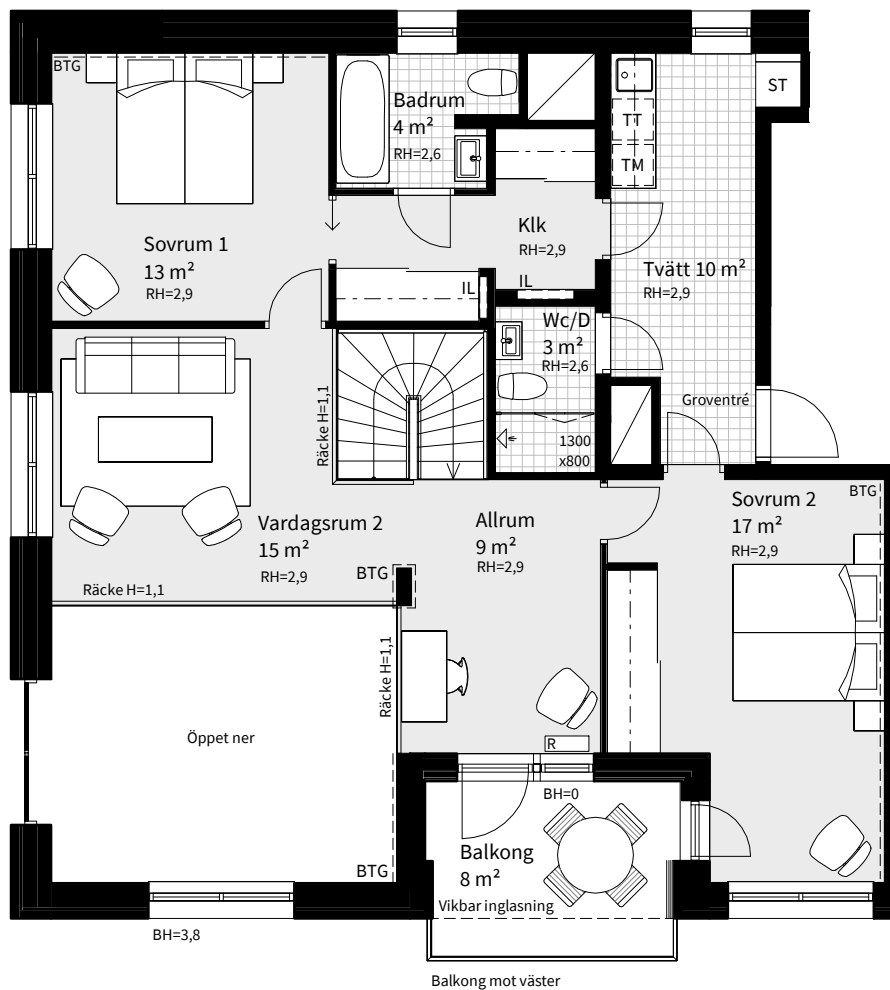 BTG
Badrum
4 m²
RH=2,6
ST
TT
TM
Sovrum 1
13 m²
RH=2,9
Klk
RH=2,9
Tvätt 10 m²
RH=2,9
IL
IL
Wc/D
3 m²
RH=2,6
Groventré
1300
x800
Räcke H=1,1
Vardagsrum 2
15 m²
RH=2,9
Allrum
9 m²
RH=2,9
Sovrum 2
17 m²
RH=2,9
BTG
BTG
Räcke H=1,1
Räcke H=1,1
Öppet ner
R
BH=0
Balkong
8 m²
Vikbar inglasning
BTG
BH=3,8
Balkong mot väster